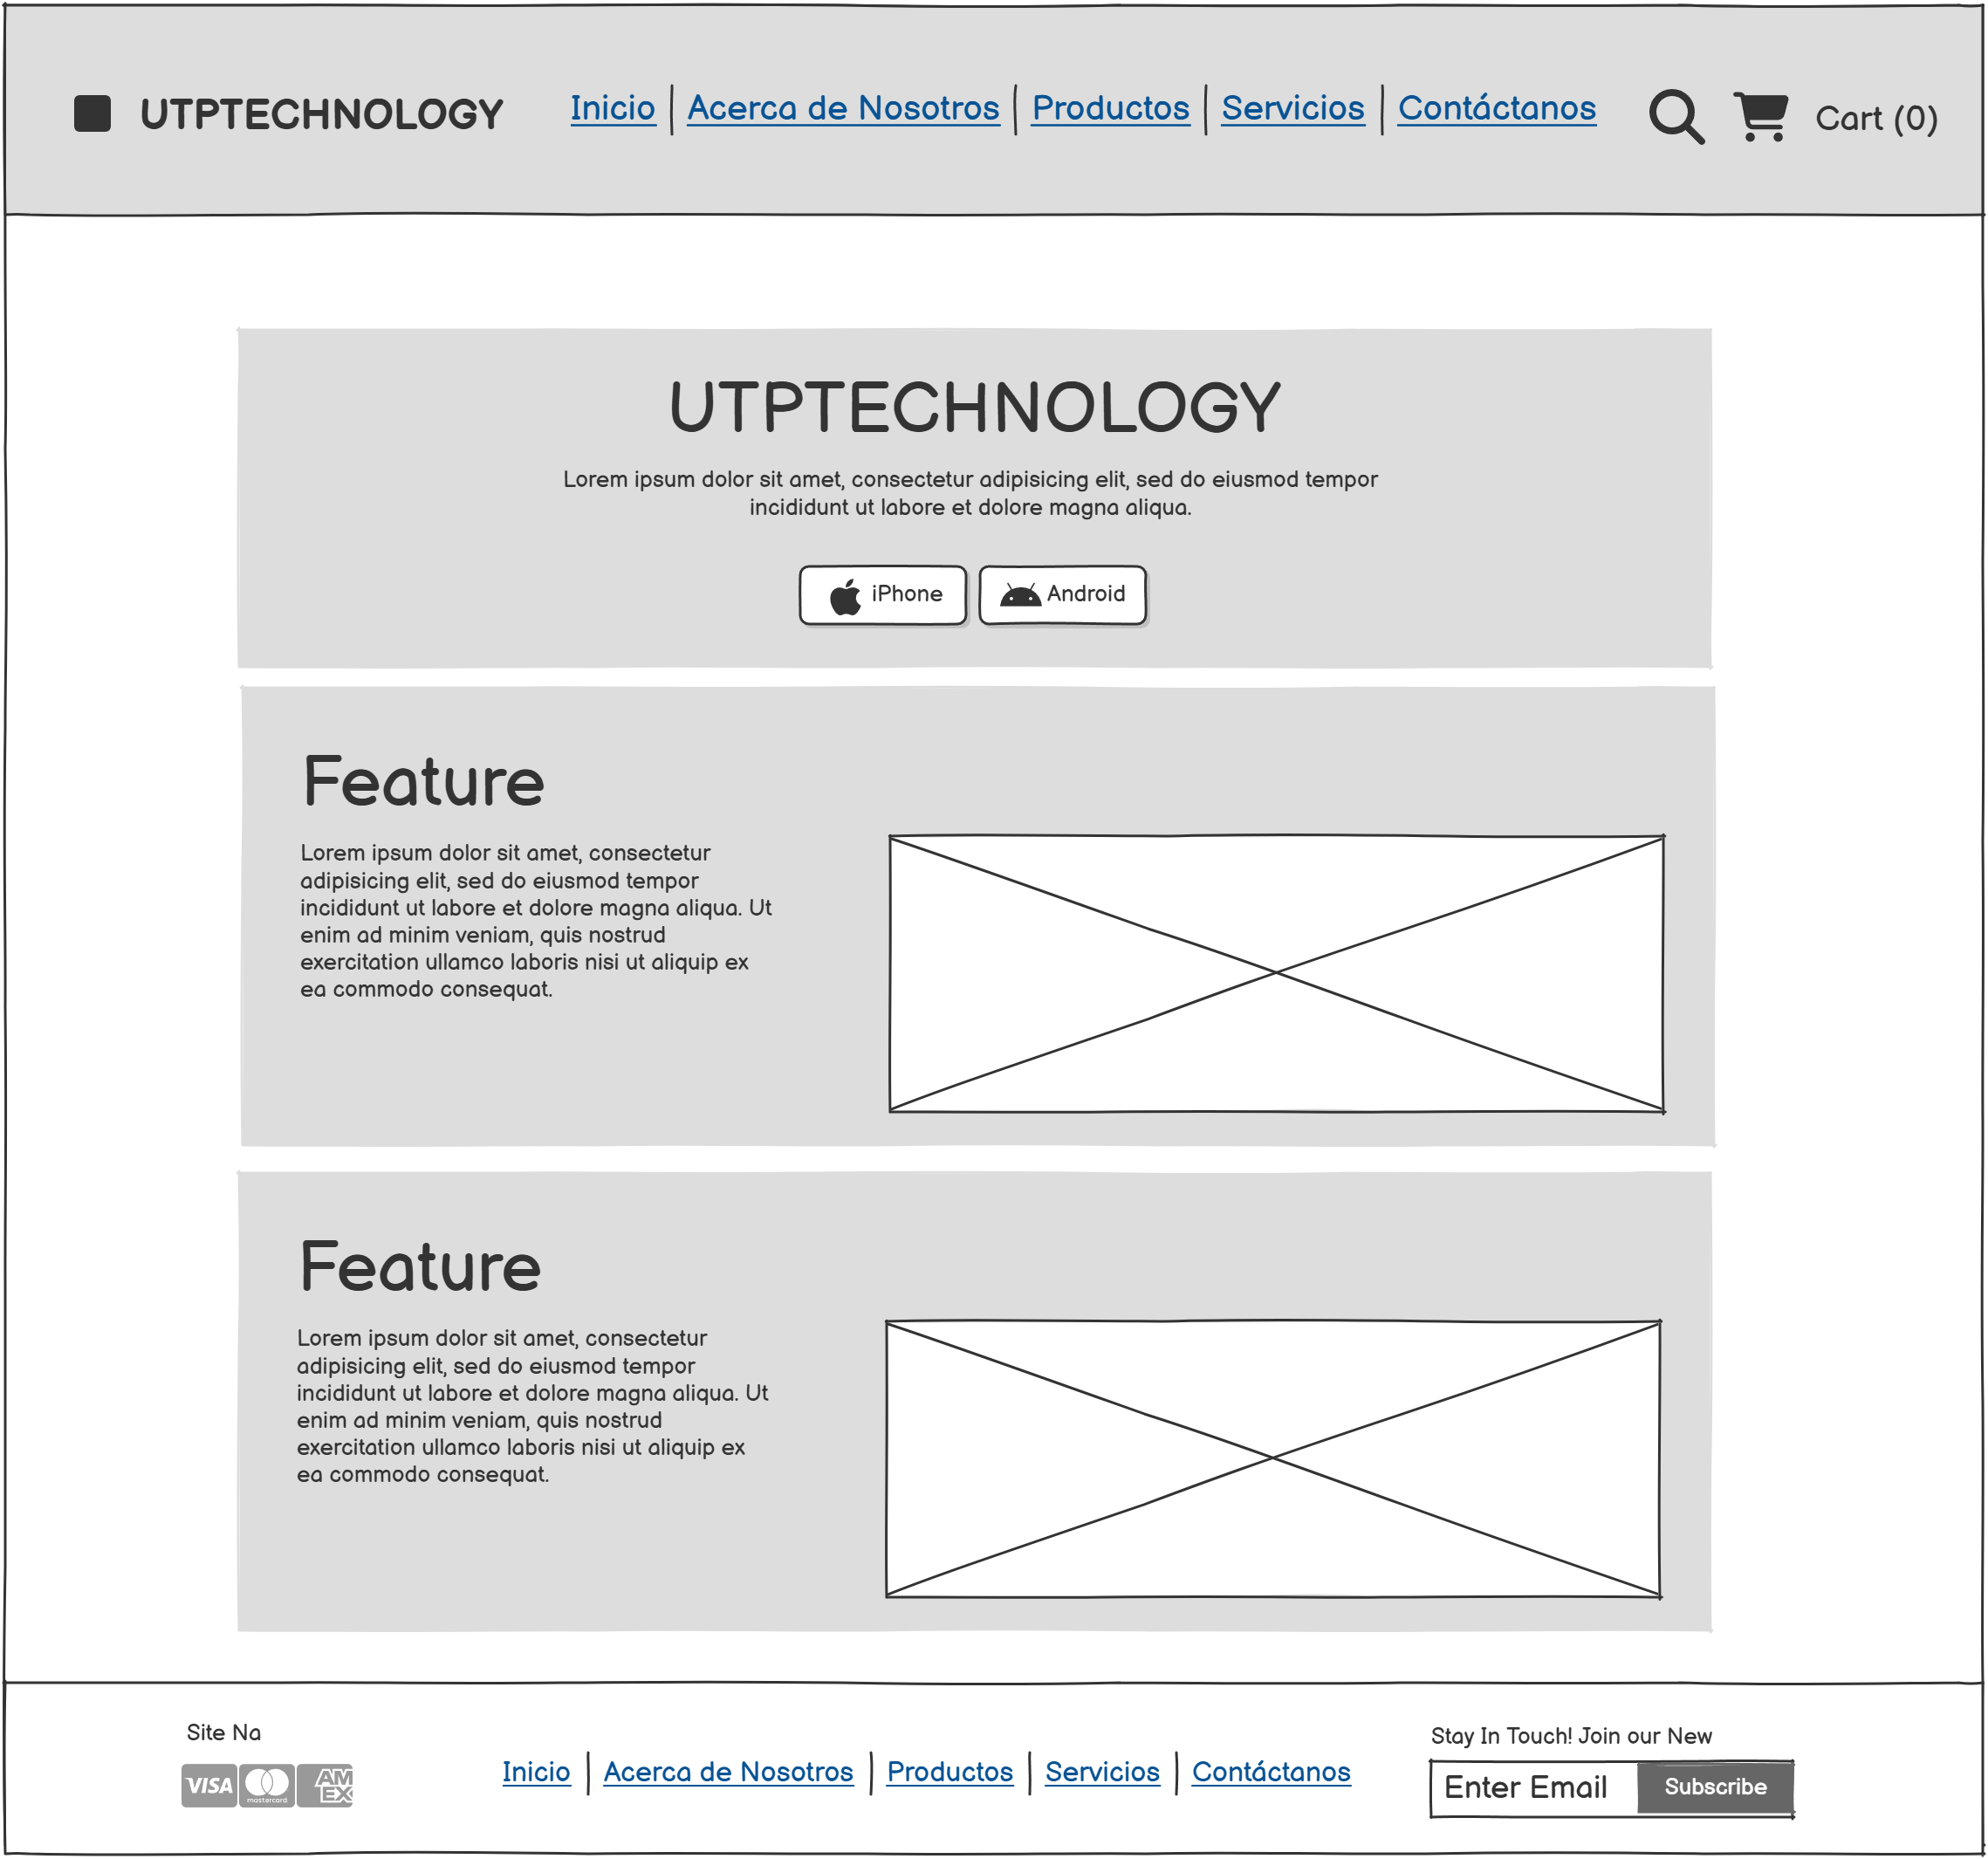 UTPTECHNOLOGY
Inicio
Acerca de Nosotros
Productos
Servicios
Contáctanos
Cart (0)
UTPTECHNOLOGY
Lorem ipsum dolor sit amet, consectetur adipisicing elit, sed do eiusmod tempor
incididunt ut labore et dolore magna aliqua.
iPhone
Android
Feature
Lorem ipsum dolor sit amet, consectetur
adipisicing elit, sed do eiusmod tempor
incididunt ut labore et dolore magna aliqua. Ut
enim ad minim veniam, quis nostrud
exercitation ullamco laboris nisi ut aliquip ex
ea commodo consequat.
Feature
Lorem ipsum dolor sit amet, consectetur
adipisicing elit, sed do eiusmod tempor
incididunt ut labore et dolore magna aliqua. Ut
enim ad minim veniam, quis nostrud
exercitation ullamco laboris nisi ut aliquip ex
ea commodo consequat.
Site Na
VISA
mastercard
AM
EX
Inicio
Acerca de Nosotros
Productos
Servicios
Contáctanos
Stay In Touch! Join our New
Enter Email
Subscribe